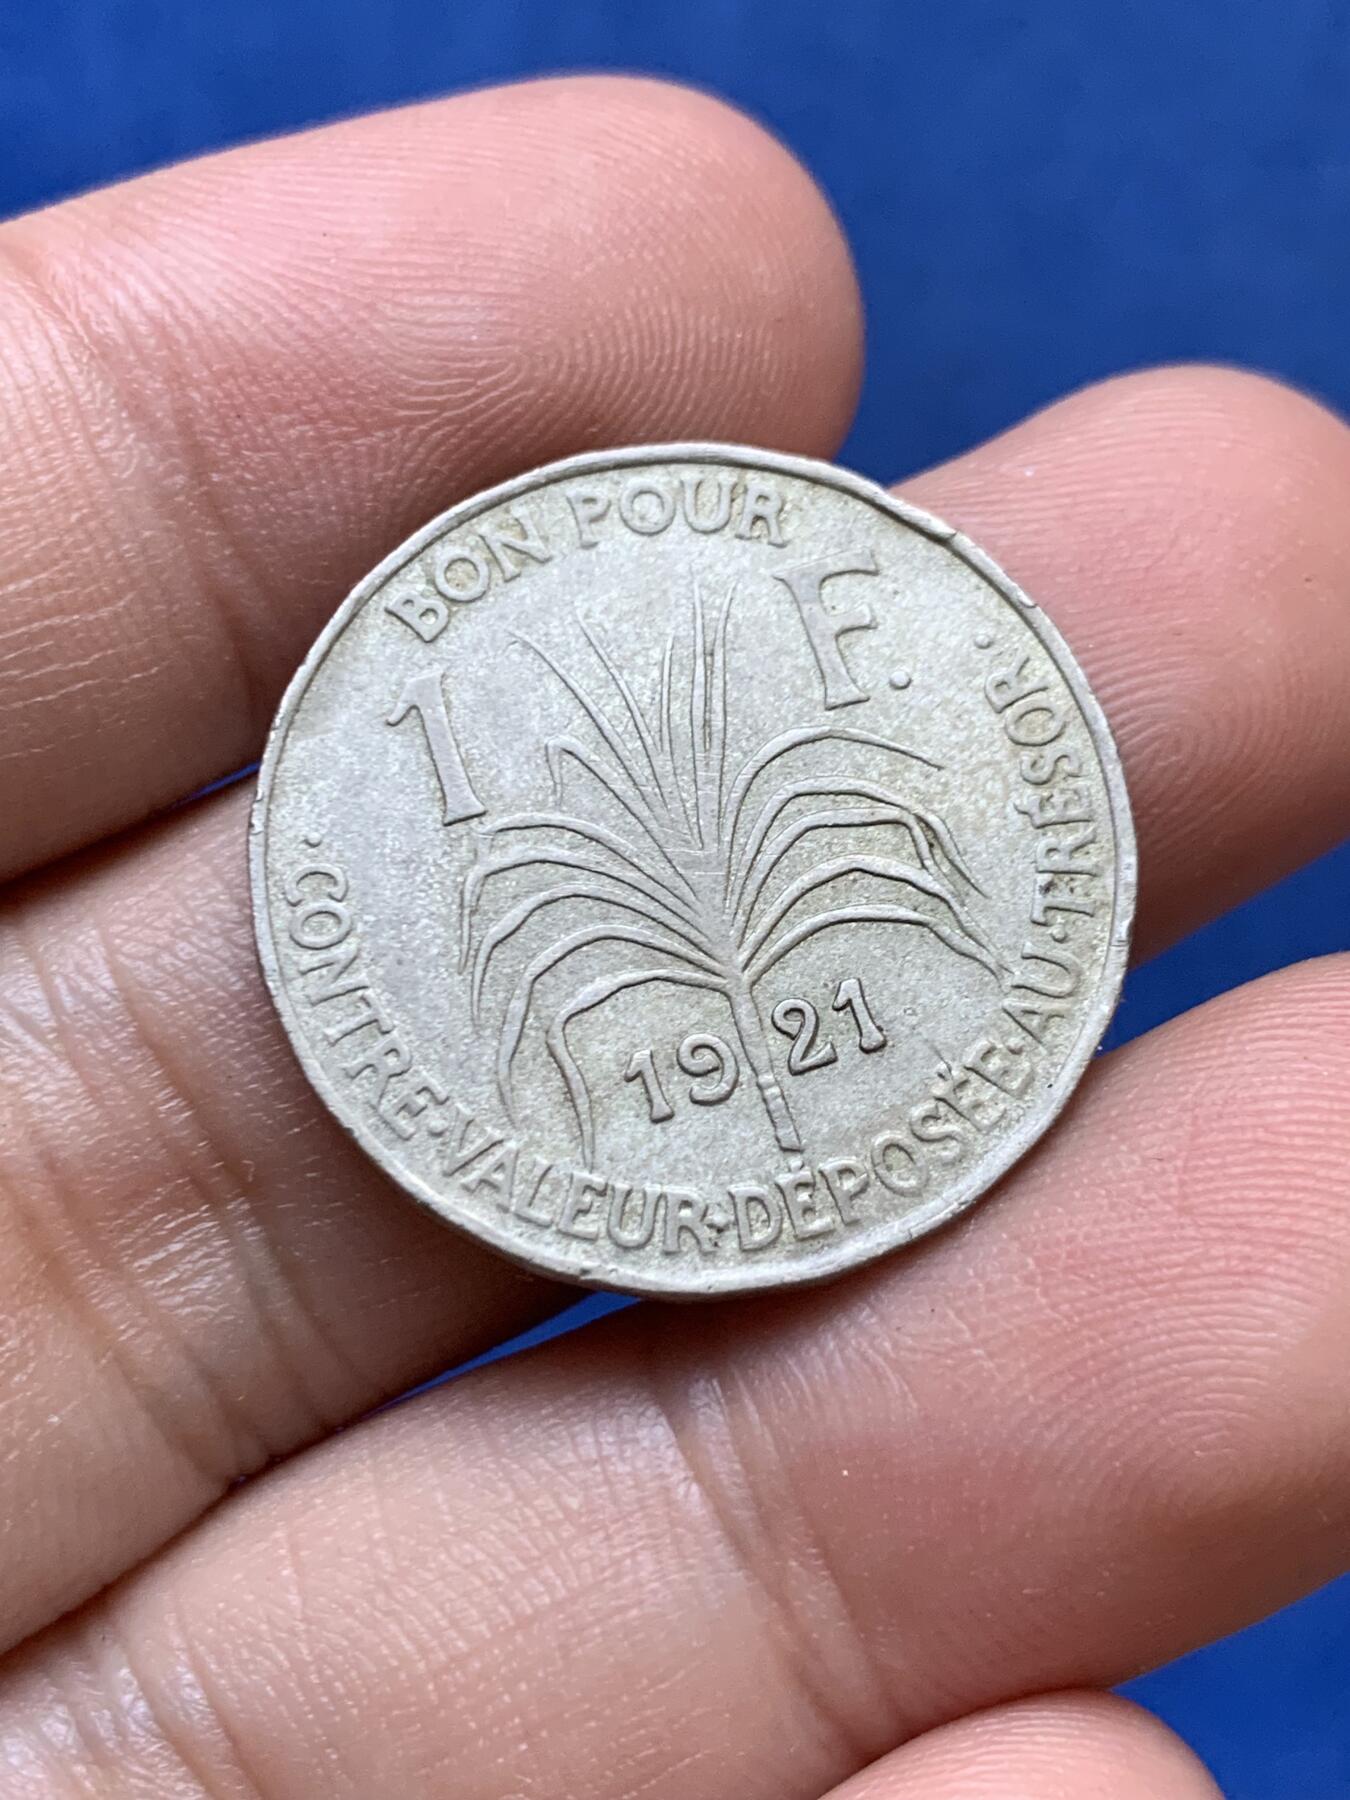 BON POUR
1 F.
1921
·CONTRE·VALEUR·DÉPOSÉE·AU·TRÉSOR·